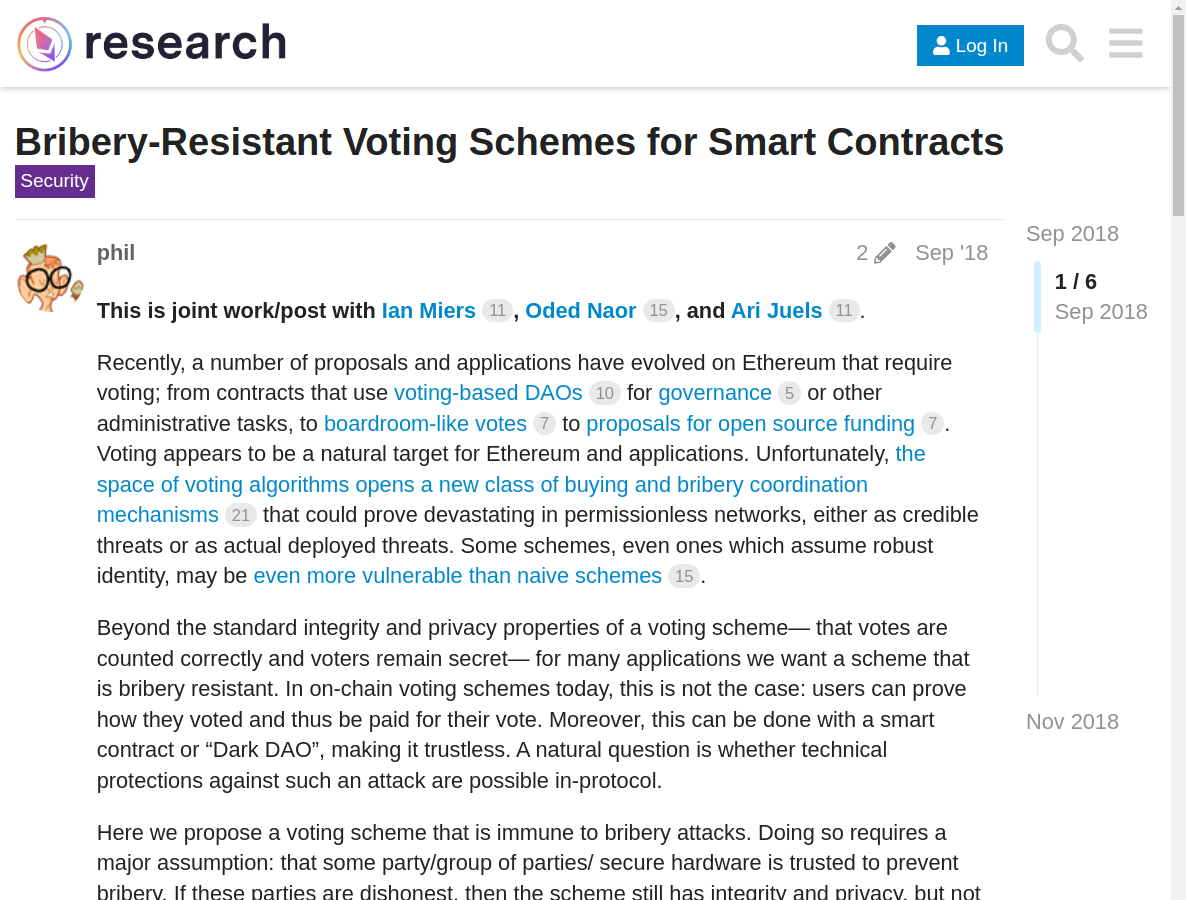 research
Log In
Bribery-Resistant Voting Schemes for Smart Contracts
Security
phil
2
Sep '18
This is joint work/post with Ian Miers 11 , Oded Naor 15 , and Ari Juels 11 .
Recently, a number of proposals and applications have evolved on Ethereum that require
voting; from contracts that use voting-based DAOs 10 for governance 5 or other
administrative tasks, to boardroom-like votes 7 to proposals for open source funding 7 .
Voting appears to be a natural target for Ethereum and applications. Unfortunately, the
space of voting algorithms opens a new class of buying and bribery coordination
mechanisms 21 that could prove devastating in permissionless networks, either as credible
threats or as actual deployed threats. Some schemes, even ones which assume robust
identity, may be even more vulnerable than naive schemes 15 .
Beyond the standard integrity and privacy properties of a voting scheme— that votes are
counted correctly and voters remain secret— for many applications we want a scheme that
is bribery resistant. In on-chain voting schemes today, this is not the case: users can prove
how they voted and thus be paid for their vote. Moreover, this can be done with a smart
contract or “Dark DAO”, making it trustless. A natural question is whether technical
protections against such an attack are possible in-protocol.
Here we propose a voting scheme that is immune to bribery attacks. Doing so requires a
major assumption: that some party/group of parties/ secure hardware is trusted to prevent
bribery. If these parties are dishonest, then the scheme still has integrity and privacy, but not
Sep 2018
1 / 6
Sep 2018
Nov 2018